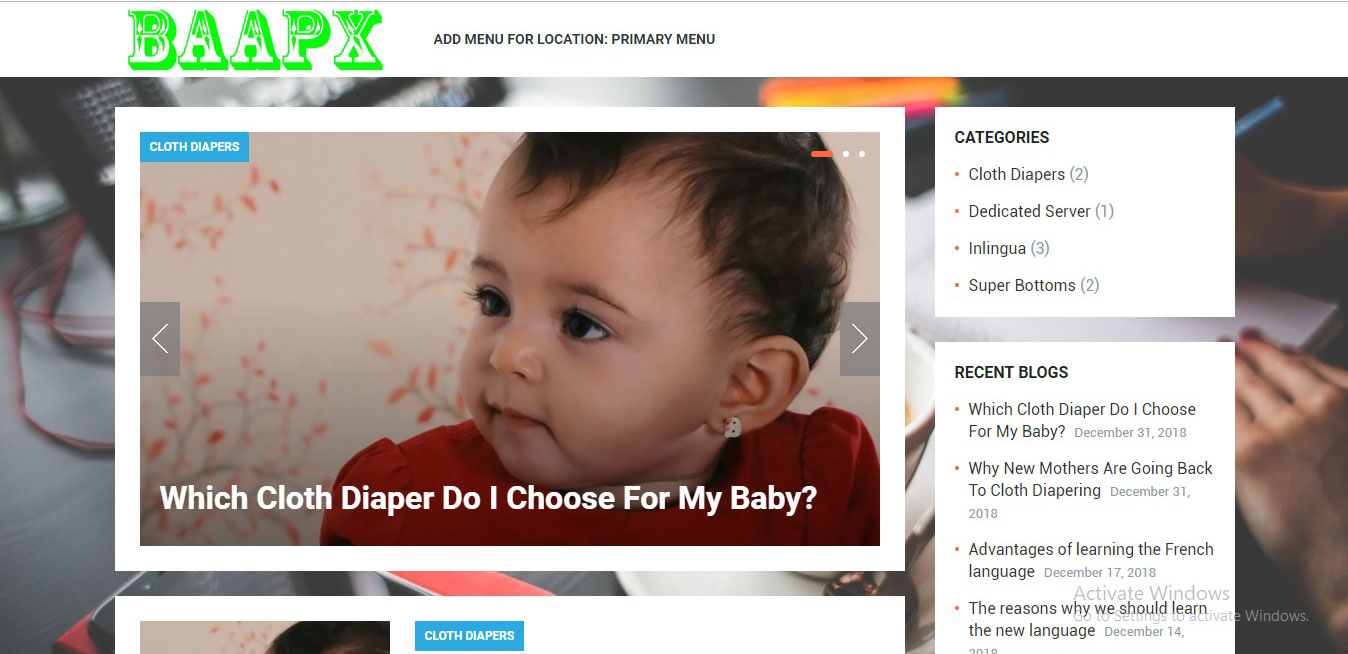 BAAPX
ADD MENU FOR LOCATION: PRIMARY MENU
CLOTH DIAPERS
Which Cloth Diaper Do I Choose For My Baby?
CLOTH DIAPERS
CATEGORIES
Cloth Diapers (2)
Dedicated Server (1)
Inlingua (3)
Super Bottoms (2)
RECENT BLOGS
Which Cloth Diaper Do I Choose
For My Baby? December 31, 2018
Why New Mothers Are Going Back
To Cloth Diapering December 31,
2018
Advantages of learning the French
language December 17, 2018
The reasons why we should learn
the new language December 14,
2018
Activate Windows
Go to Settings to activate Windows.